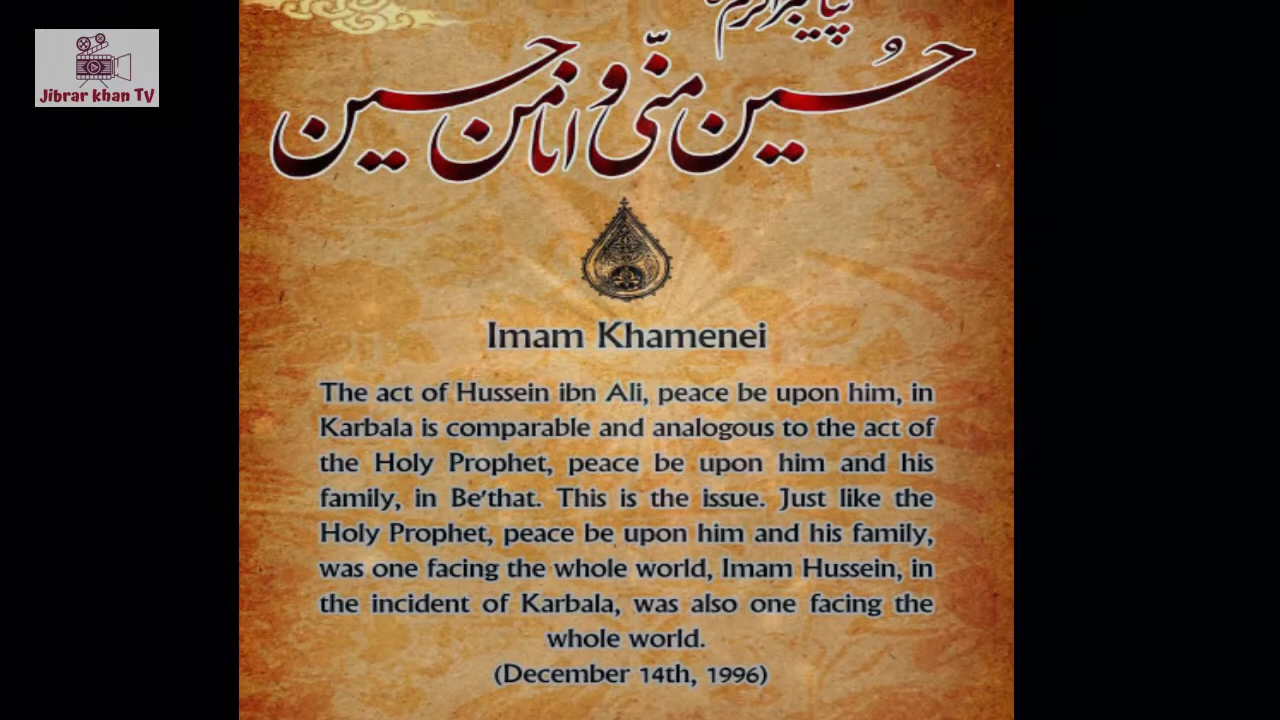 Jibrar khan TV
پیامبر اکرم
حُسین منّی و انا من حسین
Imam Khamenei
The act of Hussein ibn Ali, peace be upon him, in
Karbala is comparable and analogous to the act of
the Holy Prophet, peace be upon him and his
family, in Be'that. This is the issue. Just like the
Holy Prophet, peace be upon him and his family,
was one facing the whole world, Imam Hussein, in
the incident of Karbala, was also one facing the
whole world.
(December 14th, 1996)